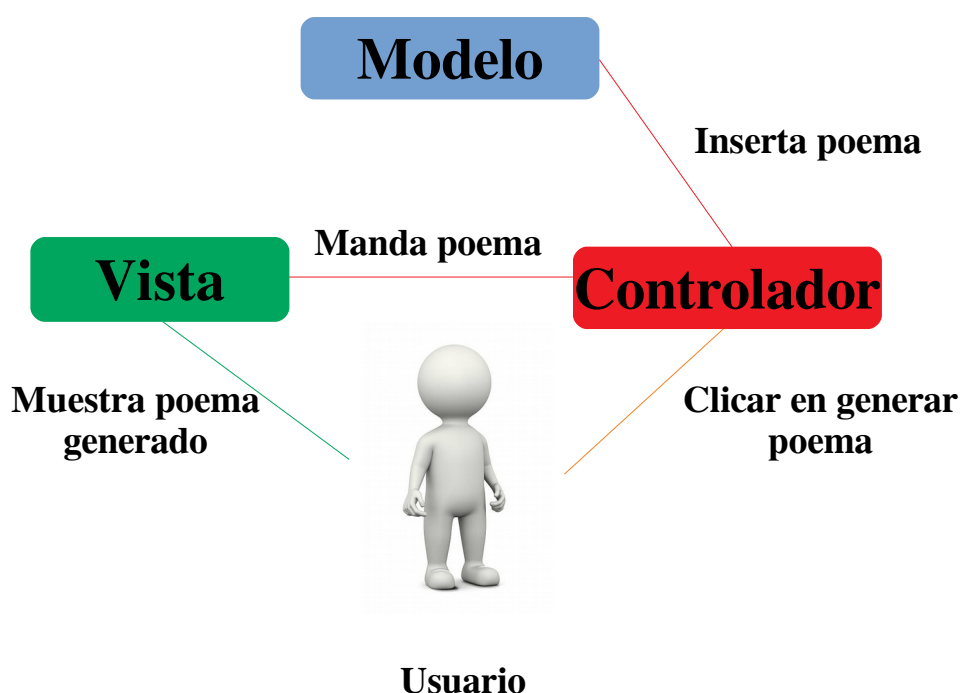 Modelo
Inserta poema
Manda poema
Vista
Controlador
Muestra poema
generado
Clicar en generar
poema
Usuario